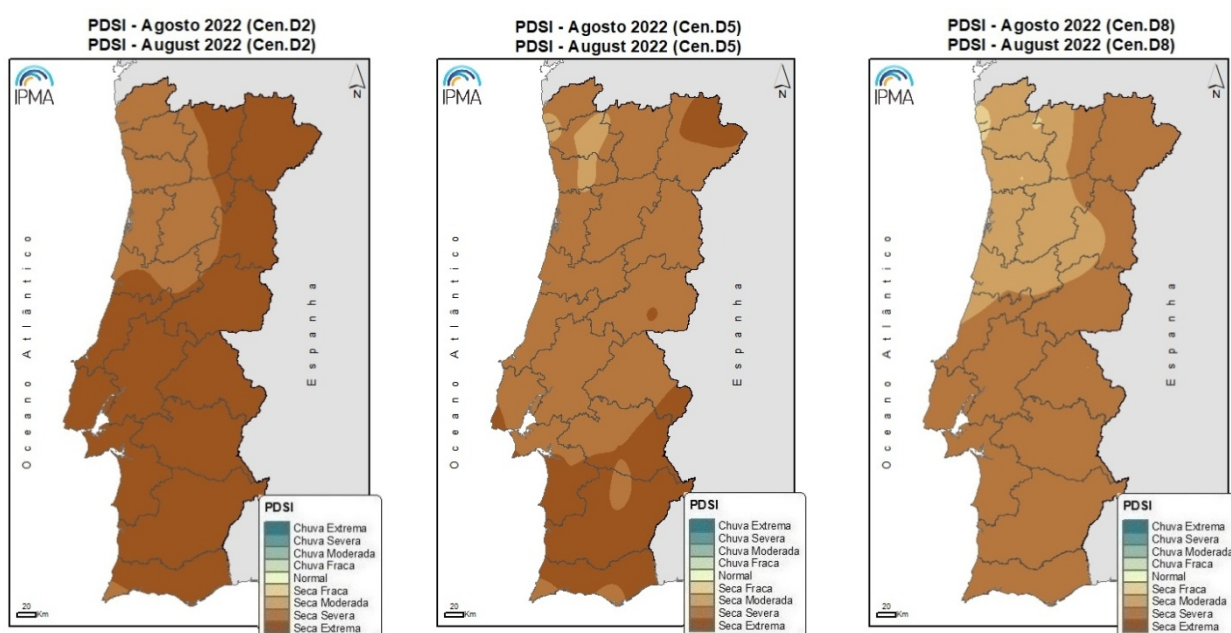 PDSI - Agosto 2022 (Cen.D2)
PDSI - August 2022 (Cen.D2)
IPMA
N
Oceano Atlântico
Espanha
PDSI
Chuva Extrema
Chuva Severa
Chuva Moderada
Chuva Fraca
Normal
Seca Fraca
Seca Moderada
Seca Severa
Seca Extrema
20
Km
PDSI - Agosto 2022 (Cen.D5)
PDSI - August 2022 (Cen.D5)
IPMA
N
Oceano Atlântico
Espanha
PDSI
Chuva Extrema
Chuva Severa
Chuva Moderada
Chuva Fraca
Normal
Seca Fraca
Seca Moderada
Seca Severa
Seca Extrema
20
Km
PDSI - Agosto 2022 (Cen.D8)
PDSI - August 2022 (Cen.D8)
IPMA
N
Oceano Atlântico
Espanha
PDSI
Chuva Extrema
Chuva Severa
Chuva Moderada
Chuva Fraca
Normal
Seca Fraca
Seca Moderada
Seca Severa
Seca Extrema
20
Km